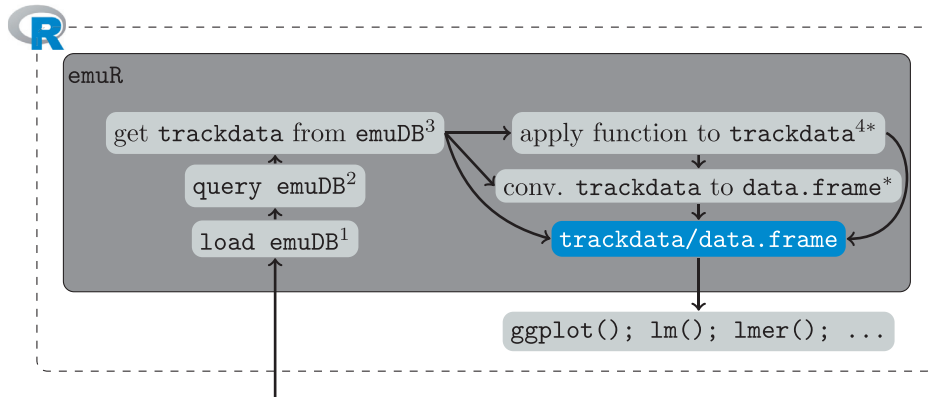 R
emuR
get trackdata from emuDB³
apply function to trackdata⁴*
query emuDB²
conv. trackdata to data.frame*
load emuDB¹
trackdata/data.frame
ggplot(); lm(); lmer(); ...